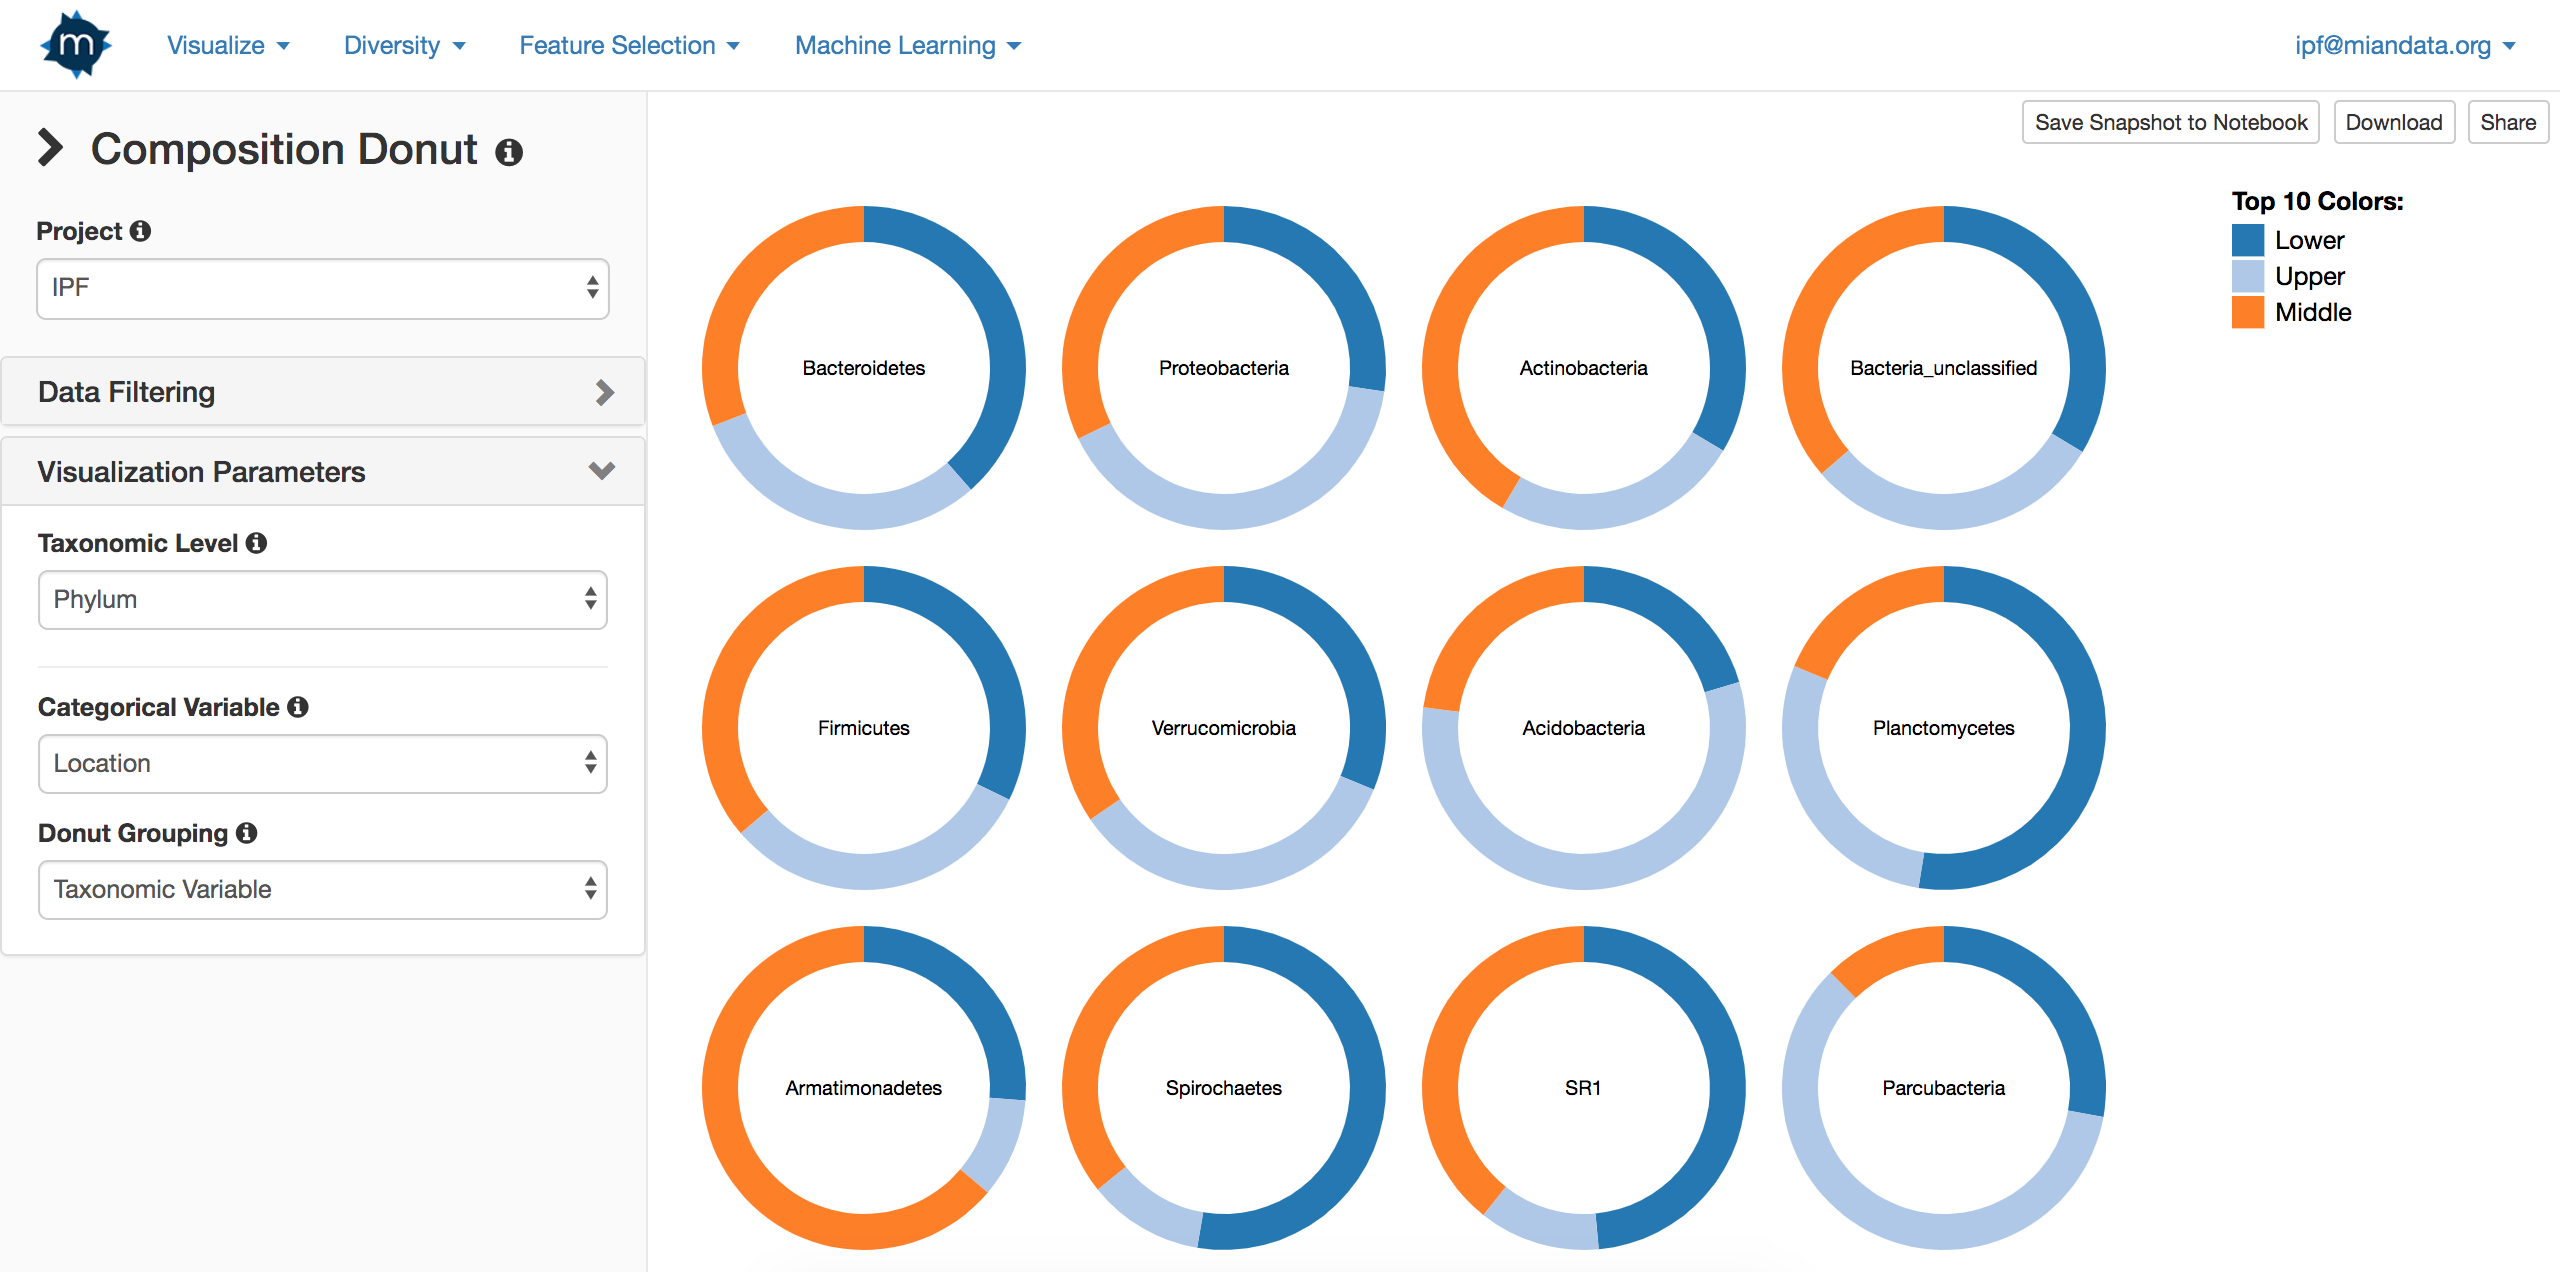 m
Visualize
Diversity
Feature Selection
Machine Learning
ipf@miandata.org
Composition Donut
Project
IPF
Data Filtering
Visualization Parameters
Taxonomic Level
Phylum
Categorical Variable
Location
Donut Grouping
Taxonomic Variable
Save Snapshot to Notebook
Download
Share
Top 10 Colors:
Lower
Upper
Middle
Bacteroidetes
Proteobacteria
Actinobacteria
Bacteria_unclassified
Firmicutes
Verrucomicrobia
Acidobacteria
Planctomycetes
Armatimonadetes
Spirochaetes
SR1
Parcubacteria